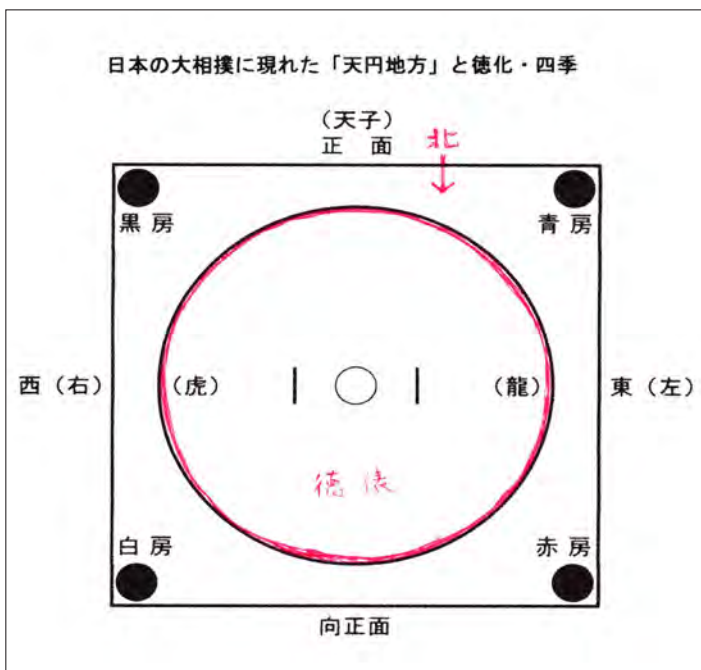 日本の大相撲に現れた「天円地方」と徳化・四季
(天子)
正 面
北
黒 房
青 房
西(右)
(虎)
(龍)
東(左)
徳 俵
白 房
赤 房
向正面